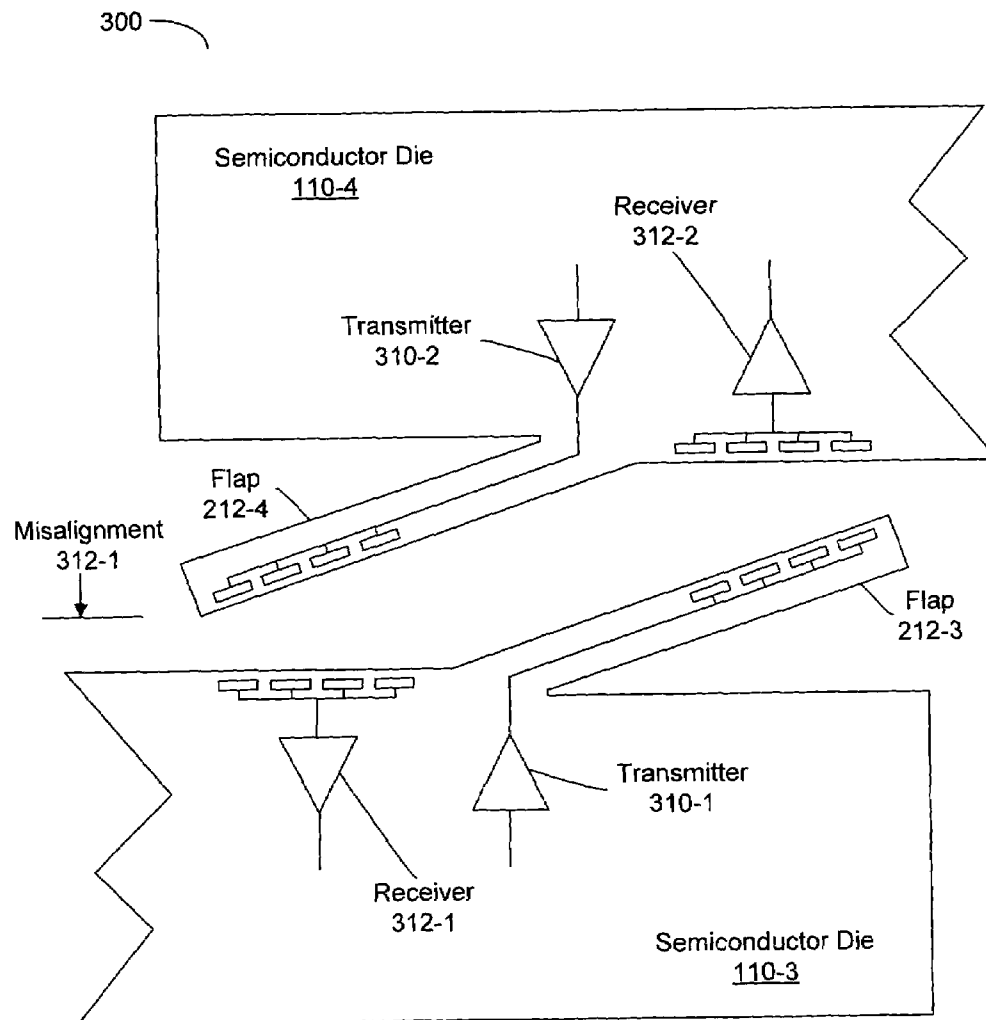 300
Semiconductor Die
110-4
Receiver
312-2
Transmitter
310-2
Flap
212-4
Misalignment
312-1
Flap
212-3
Transmitter
310-1
Receiver
312-1
Semiconductor Die
110-3